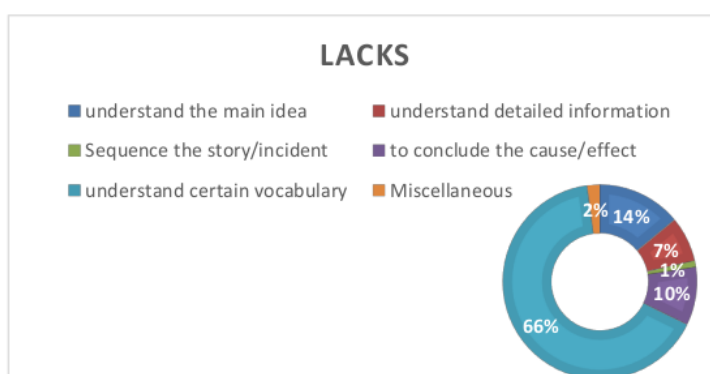 LACKS
understand the main idea
understand detailed information
Sequence the story/incident
to conclude the cause/effect
understand certain vocabulary
Miscellaneous
2%
14%
7%
1%
10%
66%